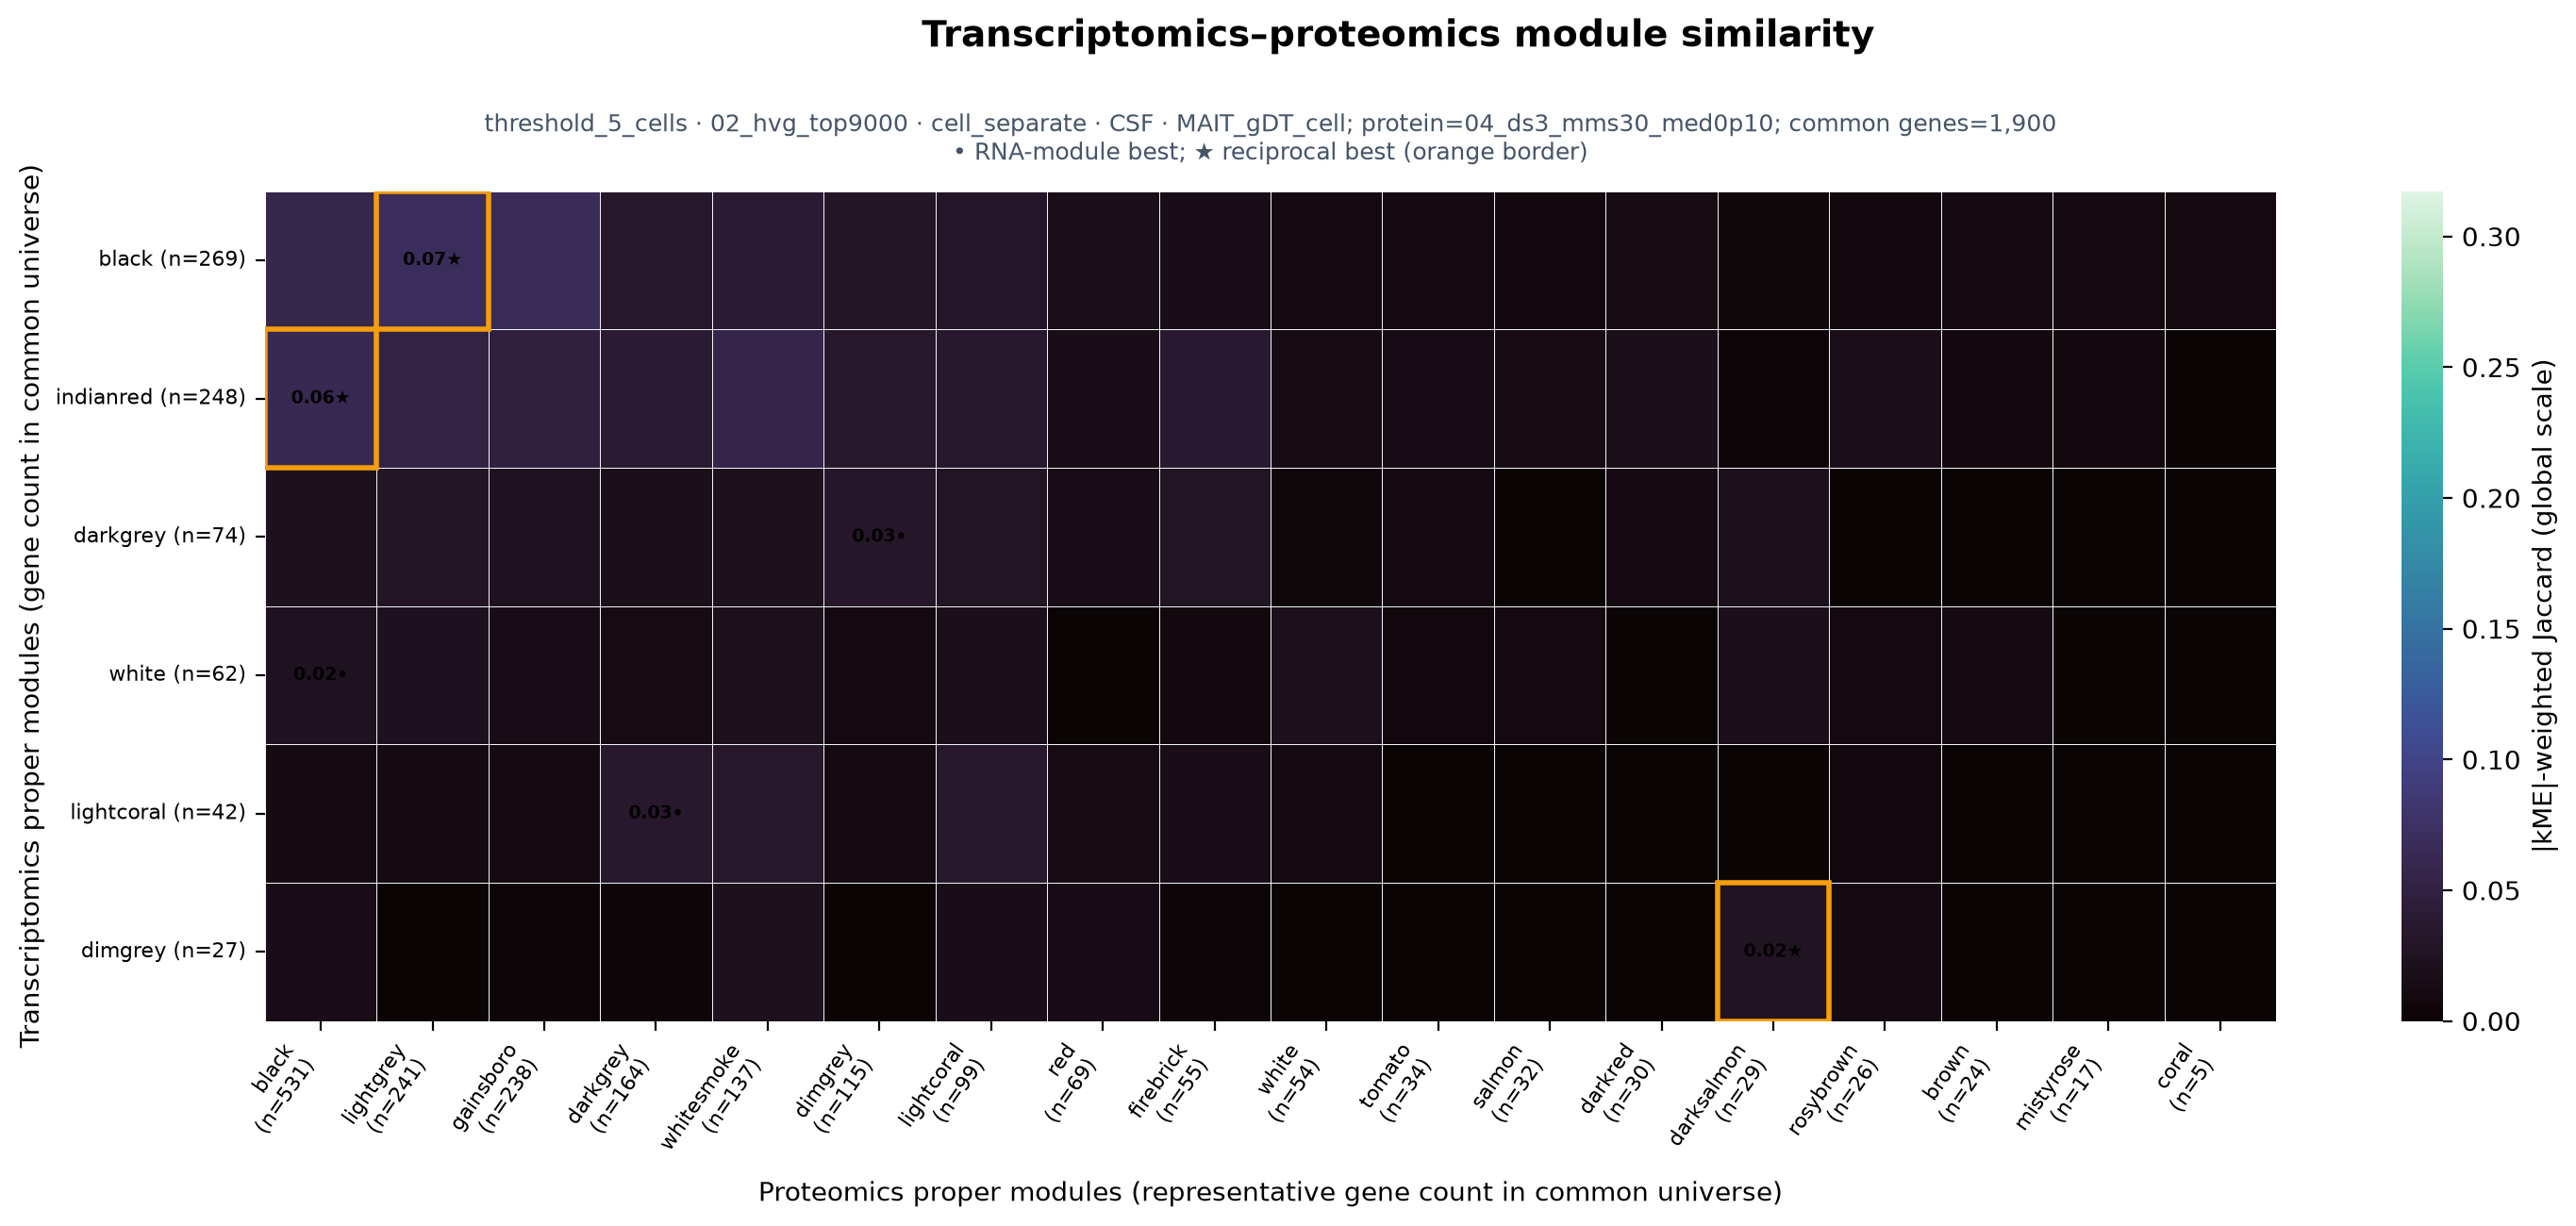 Transcriptomics–proteomics module similarity
threshold_5_cells · 02_hvg_top9000 · cell_separate · CSF · MAIT_gDT_cell; protein=04_ds3_mms30_med0p10; common genes=1,900
• RNA-module best; ★ reciprocal best (orange border)
Transcriptomics proper modules (gene count in common universe)
black (n=269)
indianred (n=248)
darkgrey (n=74)
white (n=62)
lightcoral (n=42)
dimgrey (n=27)
0.07★
0.06★
0.03•
0.02•
0.03•
0.02★
black
(n=531)
lightgrey
(n=241)
gainsboro
(n=238)
darkgrey
(n=164)
whitesmoke
(n=137)
dimgrey
(n=115)
lightcoral
(n=99)
red
(n=69)
firebrick
(n=55)
white
(n=54)
tomato
(n=34)
salmon
(n=32)
darkred
(n=30)
darksalmon
(n=29)
rosybrown
(n=26)
brown
(n=24)
mistyrose
(n=17)
coral
(n=5)
Proteomics proper modules (representative gene count in common universe)
0.30
0.25
0.20
0.15
0.10
0.05
0.00
|kME|-weighted Jaccard (global scale)